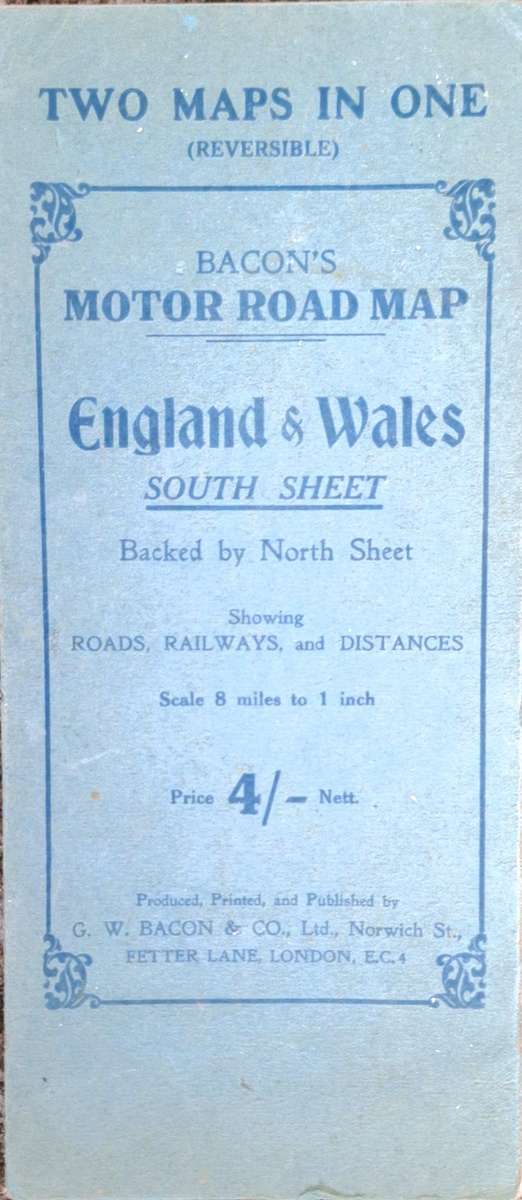 TWO MAPS IN ONE
(REVERSIBLE)
BACON'S
MOTOR ROAD MAP
England & Wales
SOUTH SHEET
Backed by North Sheet
Showing
ROADS, RAILWAYS, and DISTANCES
Scale 8 miles to 1 inch
Price 4/- Nett.
Produced, Printed, and Published by
G. W. BACON & CO., Ltd., Norwich St.,
FETTER LANE, LONDON, E.C.4